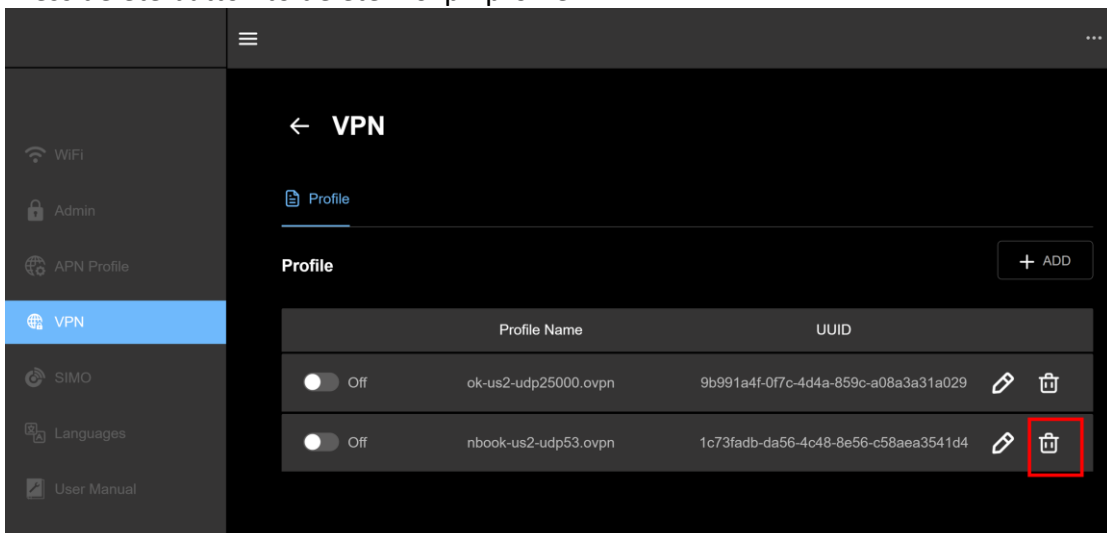 VPN
WiFi
Profile
Admin
APN Profile
Profile
+ ADD
VPN
Profile Name UUID
SIMO
Off ok-us2-udp25000.ovpn 9b991a4f-0f7c-4d4a-859c-a08a3a31a029
Languages
Off nbook-us2-udp53.ovpn 1c73fadb-da56-4c48-8e56-c58aea3541d4
User Manual